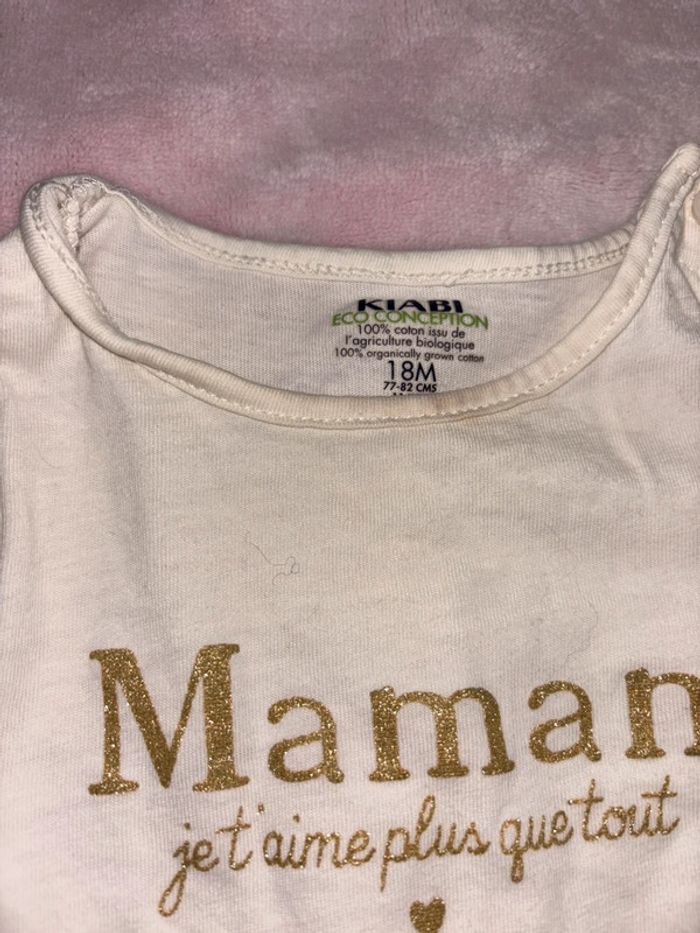 KIABI
ECO CONCEPTION
100% coton issu de
l'agriculture biologique
100% organically grown cotton
18M
77-82 CMS
Maman
je t'aime plus que tout